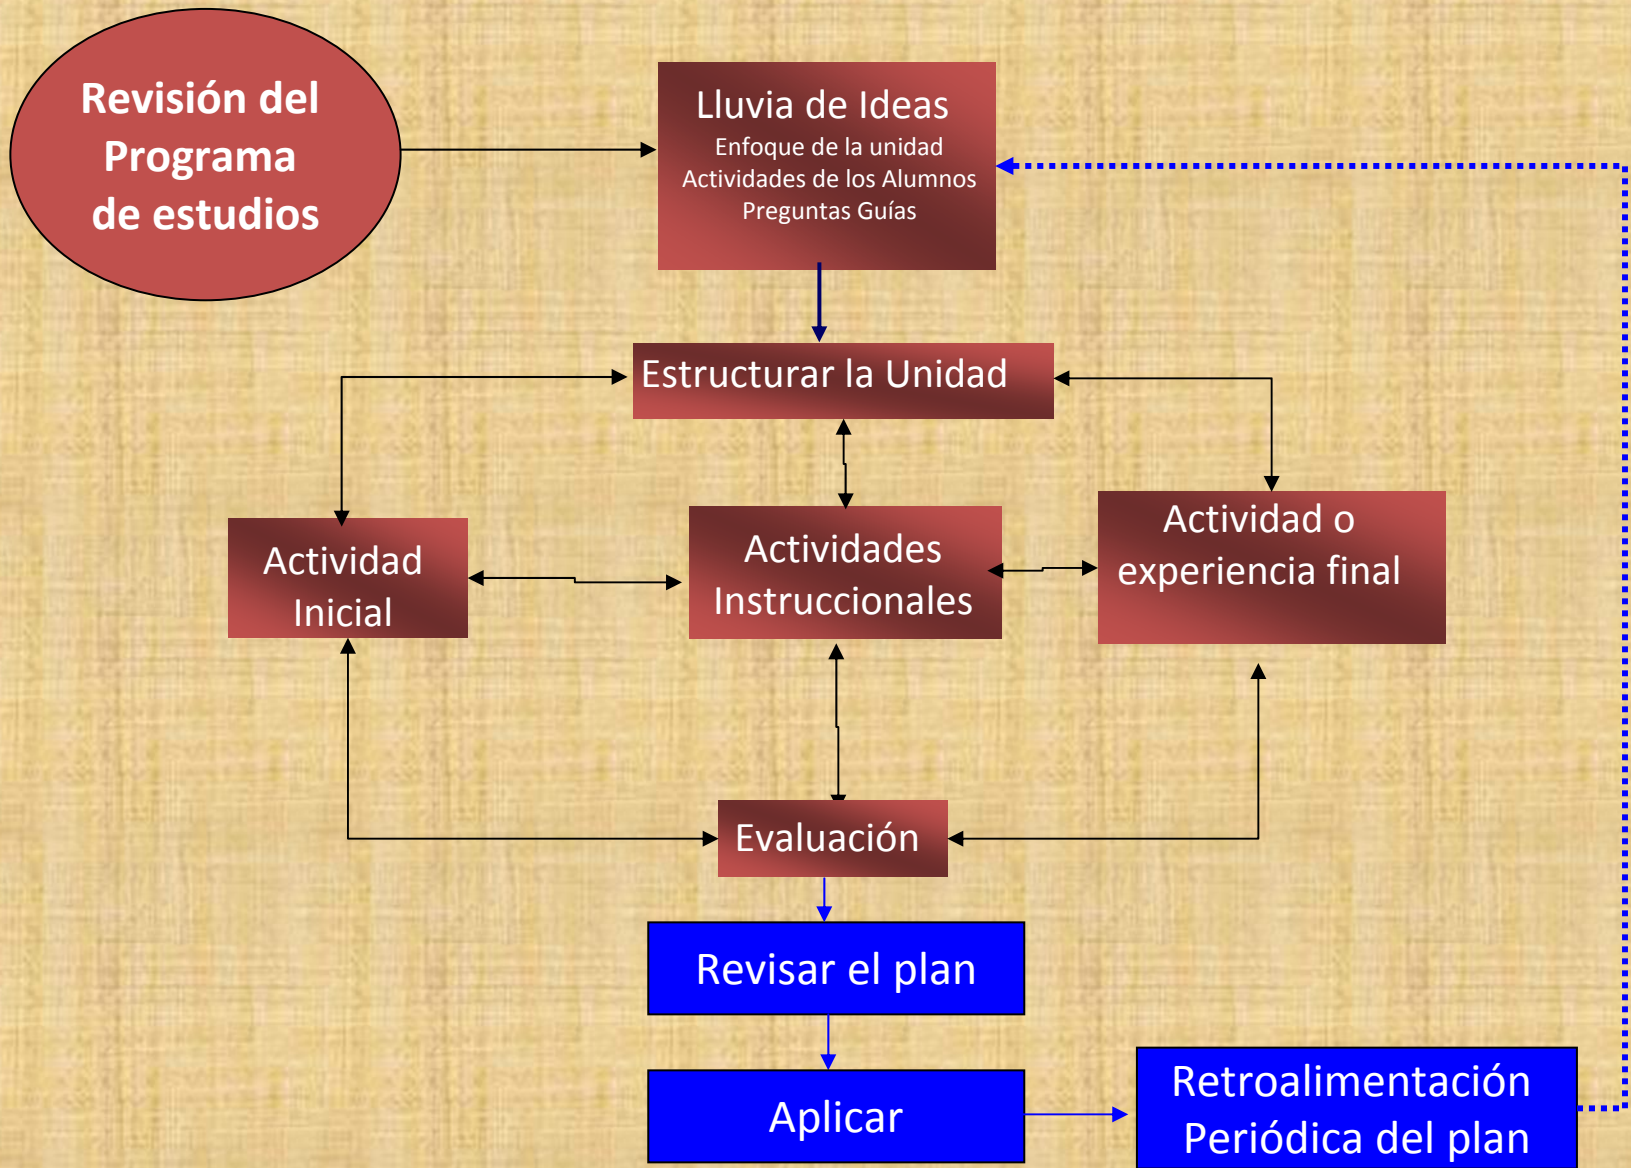 Revisión del
Programa
de estudios
Lluvia de Ideas
Enfoque de la unidad
Actividades de los Alumnos
Preguntas Guías
Estructurar la Unidad
Actividad
Inicial
Actividades
Instruccionales
Actividad o
experiencia final
Evaluación
Revisar el plan
Aplicar
Retroalimentación
Periódica del plan